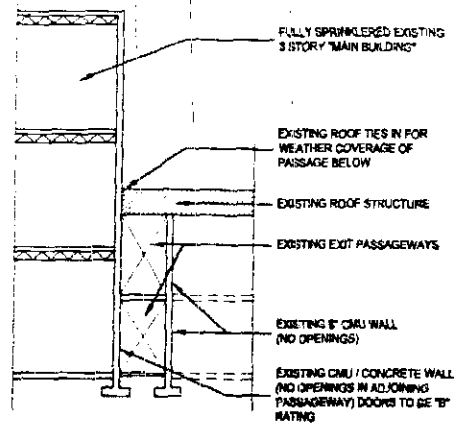 FULLY SPRINKLERED EXISTING
3 STORY "MAIN BUILDING"
EXISTING ROOF TIES IN FOR
WEATHER COVERAGE OF
PASSAGE BELOW
EXISTING ROOF STRUCTURE
EXISTING EXIT PASSAGEWAYS
EXISTING 8" CMU WALL
(NO OPENINGS)
EXISTING CMU / CONCRETE WALL
(NO OPENINGS IN ADJOINING
PASSAGEWAY) DOORS TO BE "B"
RATING